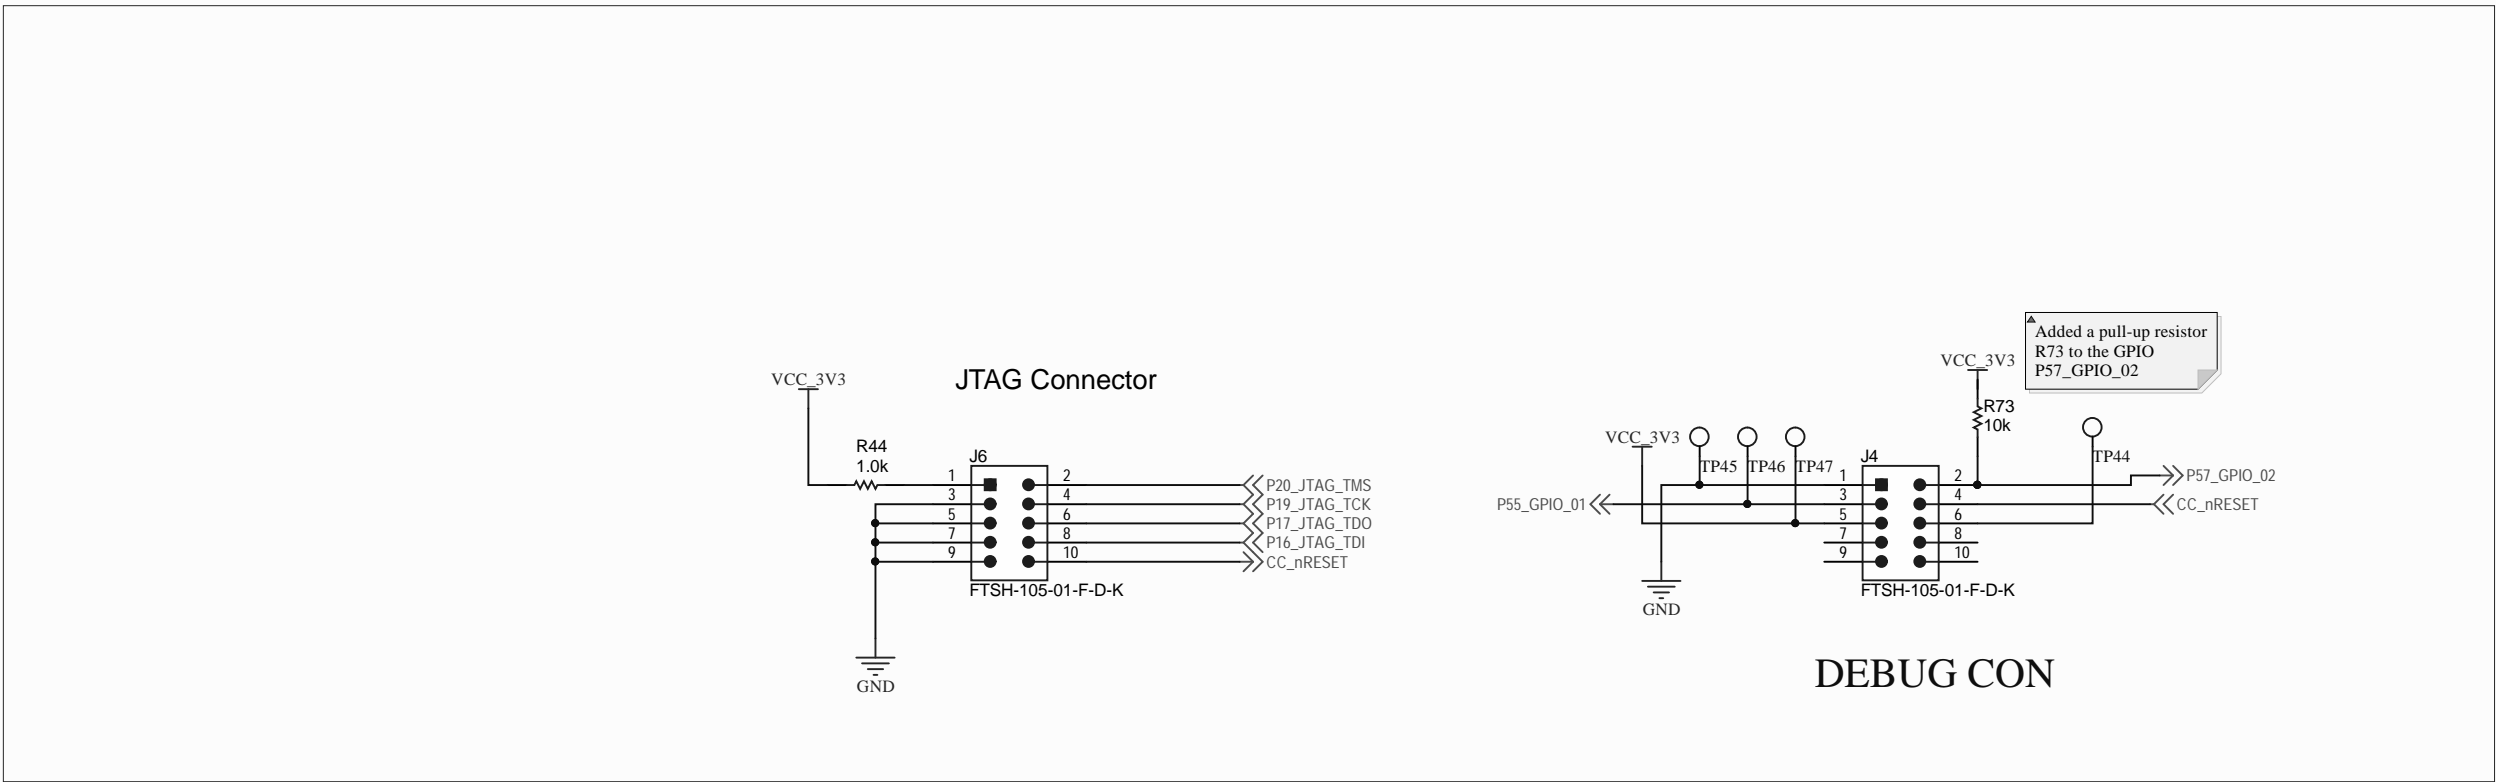 JTAG Connector
VCC_3V3
R44
1.0k
J6
1
2
P20_JTAG_TMS
3
4
P19_JTAG_TCK
5
6
P17_JTAG_TDO
7
8
P16_JTAG_TDI
9
10
CC_nRESET
FTSH-105-01-F-D-K
GND
Added a pull-up resistor
R73 to the GPIO
P57_GPIO_02
VCC_3V3
R73
10k
VCC_3V3
TP45
TP46
TP47
TP44
J4
1
2
P57_GPIO_02
P55_GPIO_01
3
4
CC_nRESET
5
6
7
8
9
10
FTSH-105-01-F-D-K
GND
DEBUG CON